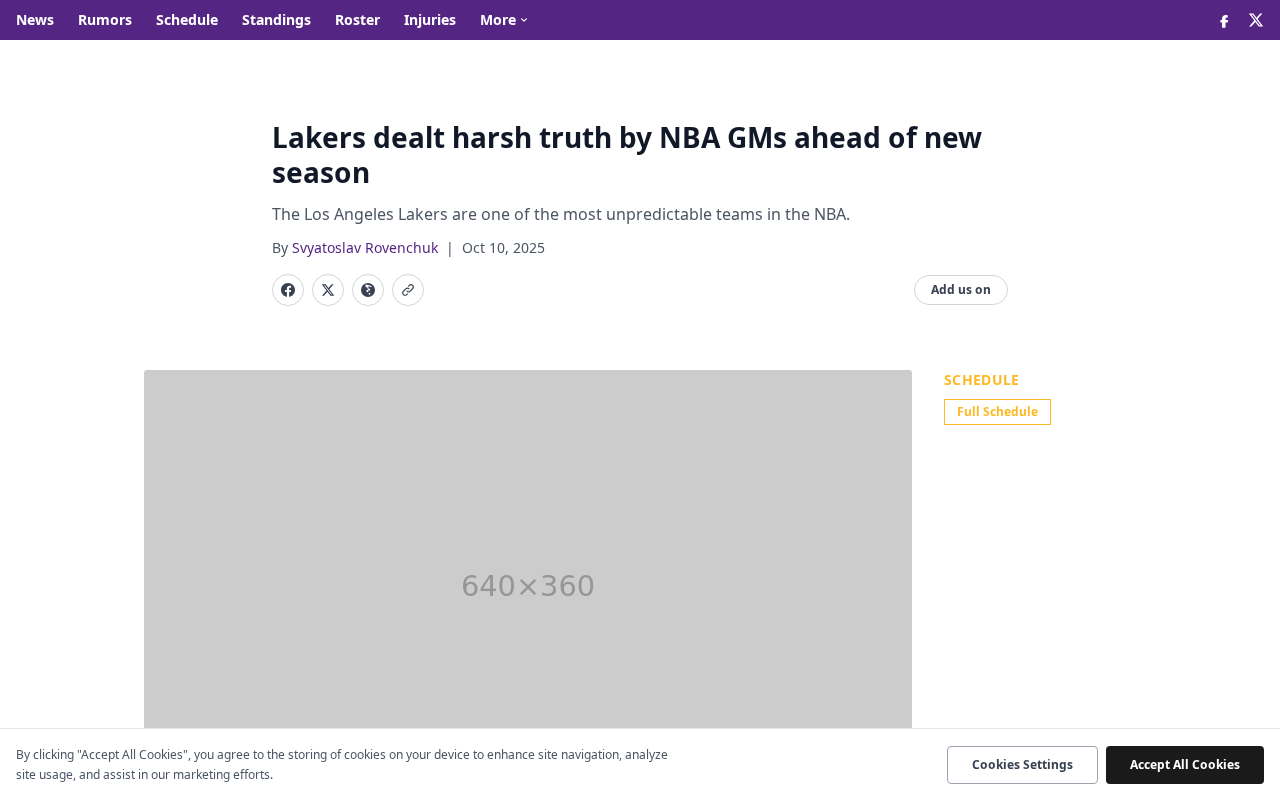 News Rumors Schedule Standings Roster Injuries More
Lakers dealt harsh truth by NBA GMs ahead of new
season
The Los Angeles Lakers are one of the most unpredictable teams in the NBA.
By Svyatoslav Rovenchuk | Oct 10, 2025
Add us on
SCHEDULE
Full Schedule
640×360
By clicking "Accept All Cookies", you agree to the storing of cookies on your device to enhance site navigation, analyze
site usage, and assist in our marketing efforts.
Cookies Settings
Accept All Cookies